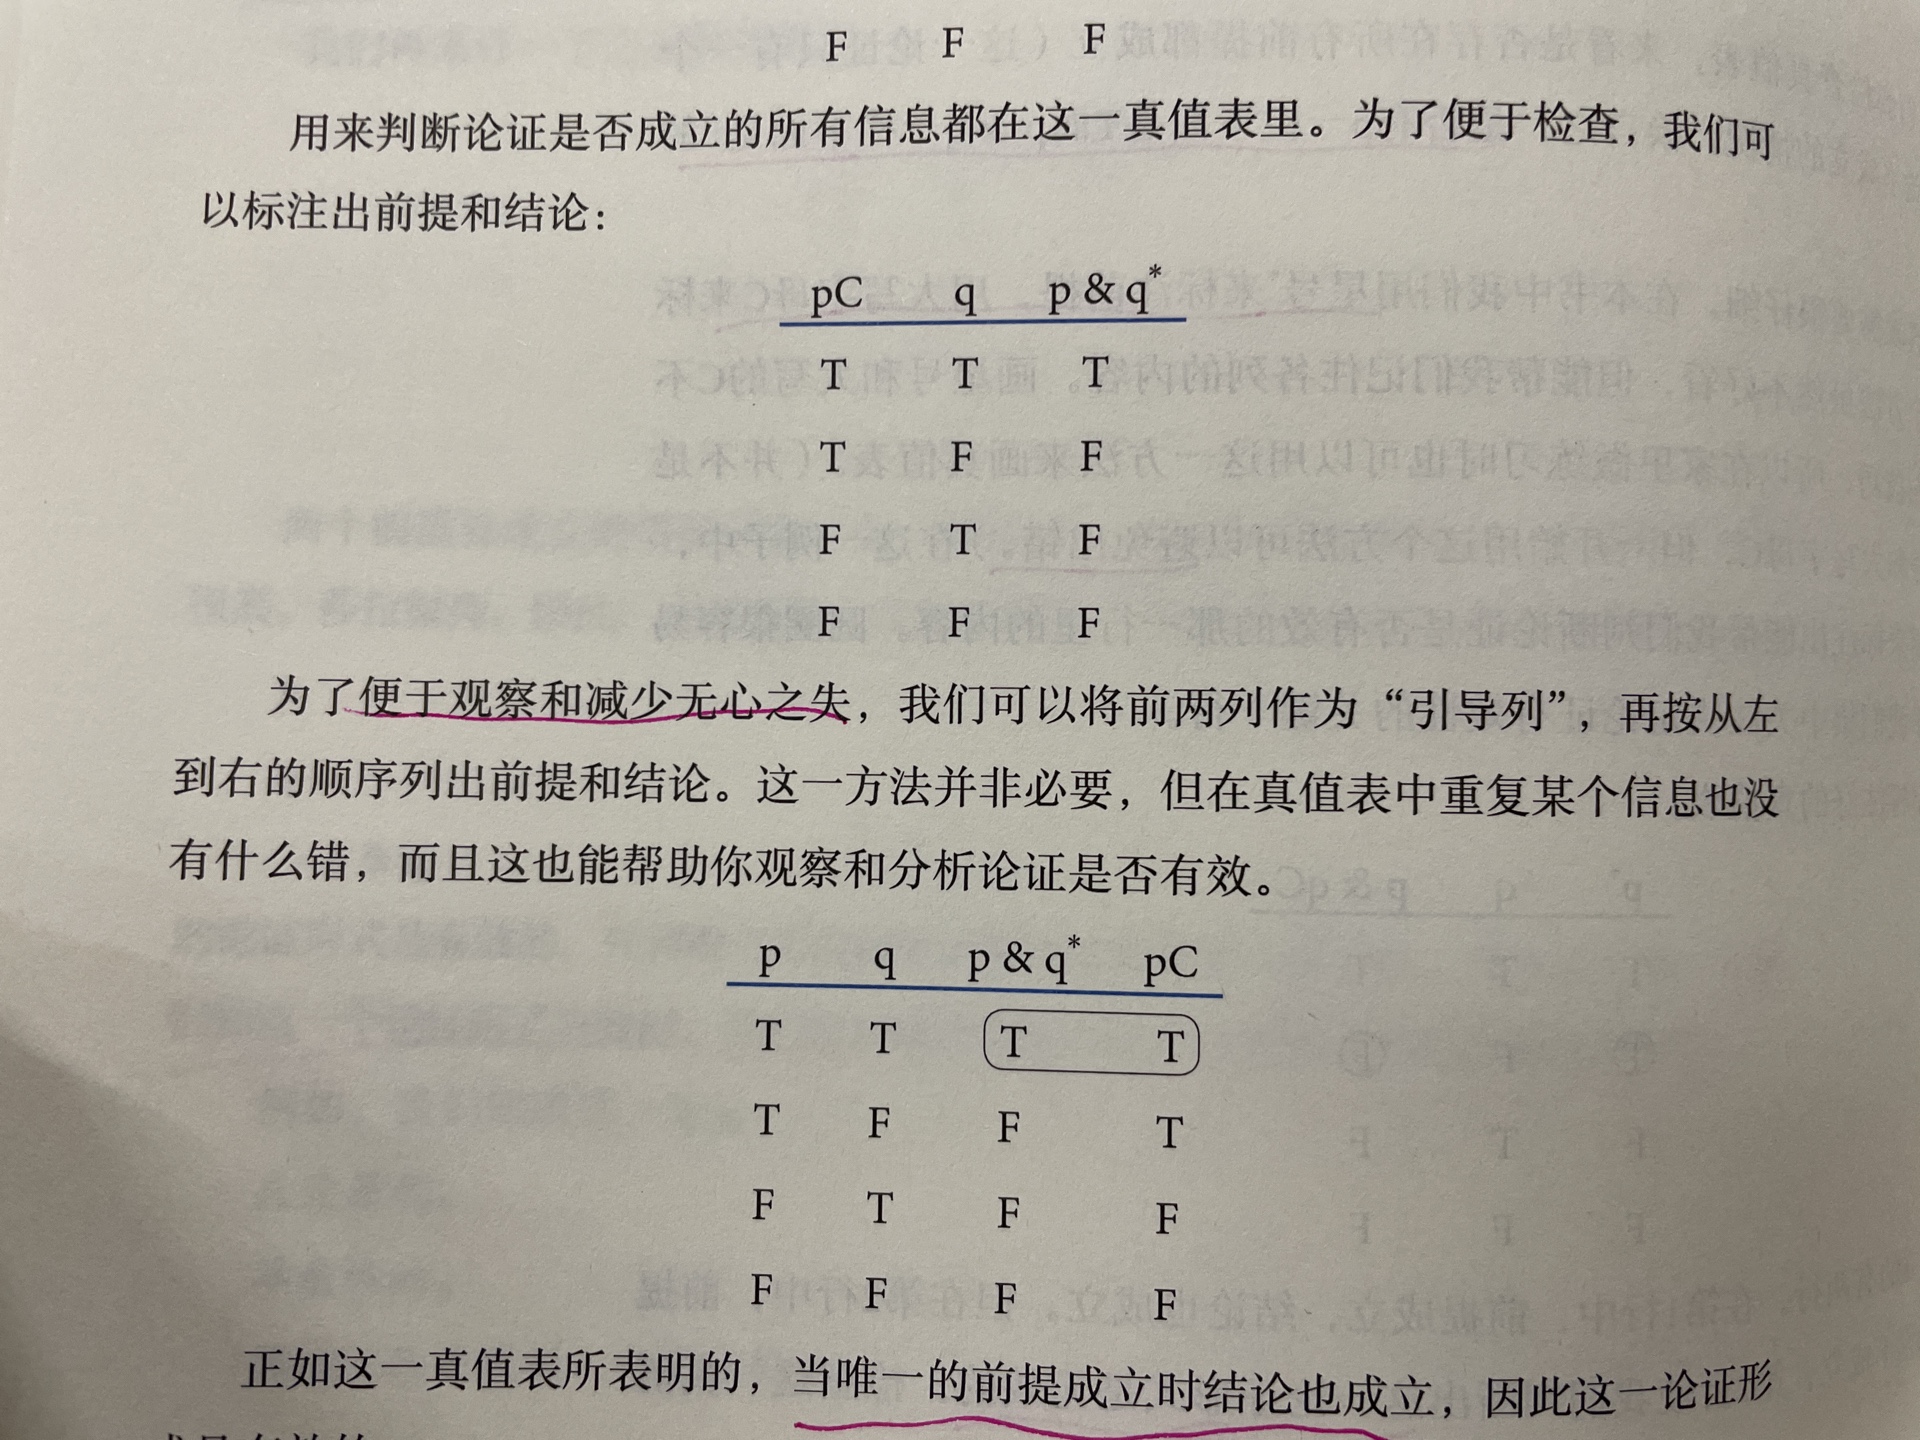 F F F
用来判断论证是否成立的所有信息都在这一真值表里。为了便于检查，我们可
以标注出前提和结论：
pC q p & q*
T T T
T F F
F T F
F F F
为了便于观察和减少无心之失，我们可以将前两列作为“引导列”，再按从左
到右的顺序列出前提和结论。这一方法并非必要，但在真值表中重复某个信息也没
有什么错，而且这也能帮助你观察和分析论证是否有效。
p q p & q* pC
T T T T
T F F T
F T F F
F F F F
正如这一真值表所表明的，当唯一的前提成立时结论也成立，因此这一论证形